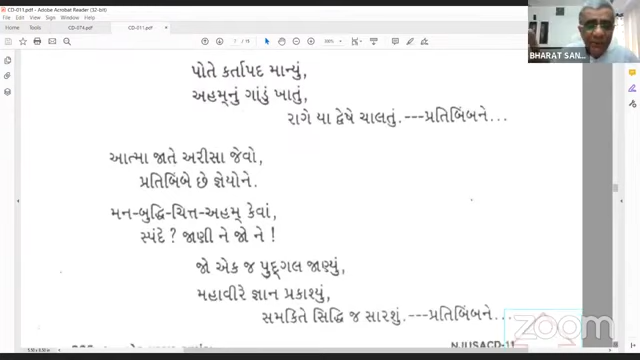 CD-011.pdf - Adobe Acrobat Reader (32-bit)
File Edit View Sign Window Help
Home Tools CD-074.pdf CD-011.pdf ×
BHARAT SAN...
પોતે કર્તાપદ માન્યું,
અહમ્‌નું ગાંડું ખાતું,
રાગે યા દ્વેષે ચાલતું.---પ્રતિબિંબને...
આત્મા જાતે અરીસા જેવો,
પ્રતિબિંબે છે જ્ઞેયોને.
મન-બુદ્ધિ-ચિત્ત-અહમ્ કેવાં,
સ્પંદે? જાણી ને જો ને!
જો એક જ પુદ્ગલ જાણ્યું,
મહાવીરે જ્ઞાન પ્રકાશ્યું,
સમકિતે સિદ્ધિ જ સારશું.---પ્રતિબિંબને...
zoom
NJUSACD-11